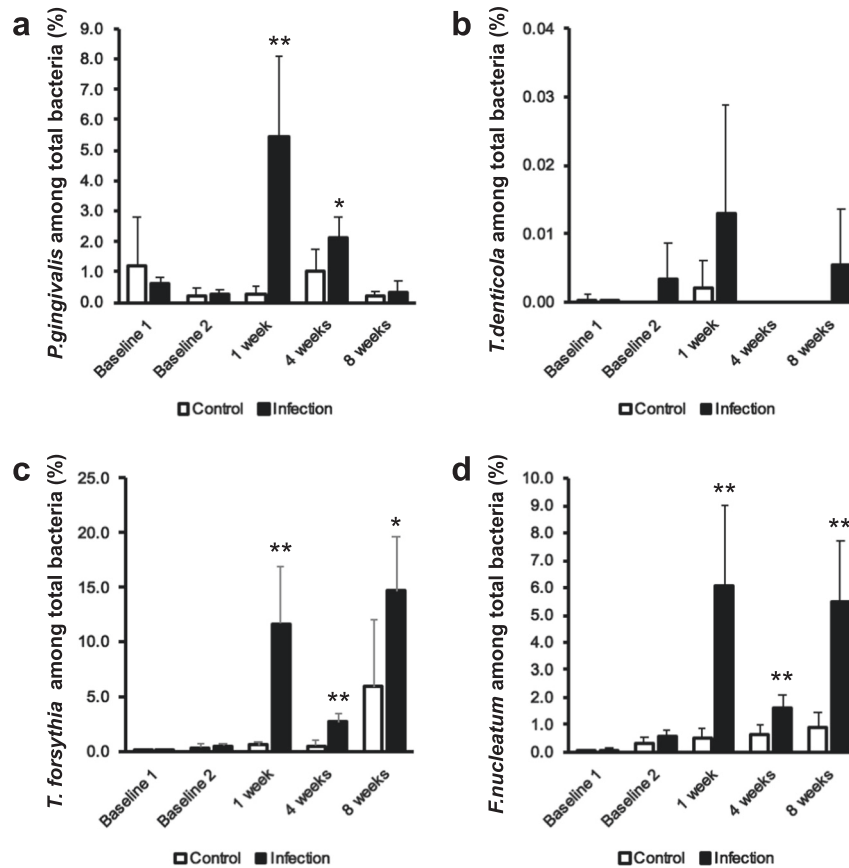 a
P.gingivalis among total bacteria (%)
9.0
8.0
7.0
6.0
5.0
4.0
3.0
2.0
1.0
0.0
**
*
Baseline 1
Baseline 2
1 week
4 weeks
8 weeks
Control Infection
b
T.denticola among total bacteria (%)
0.04
0.03
0.02
0.01
0.00
Baseline 1
Baseline 2
1 week
4 weeks
8 weeks
Control Infection
c
T. forsythia among total bacteria (%)
25.0
20.0
15.0
10.0
5.0
0.0
**
**
*
Baseline 1
Baseline 2
1 week
4 weeks
8 weeks
Control Infection
d
F.nucleatum among total bacteria (%)
10.0
9.0
8.0
7.0
6.0
5.0
4.0
3.0
2.0
1.0
0.0
**
**
**
Baseline 1
Baseline 2
1 week
4 weeks
8 weeks
Control Infection